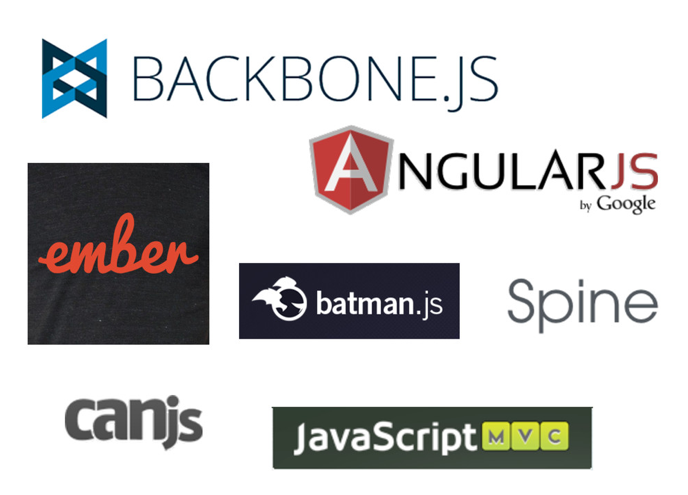 BACKBONE.JS
ANGULARJS
by Google
ember
batman.js
Spine
canjs
JavaScript MVC